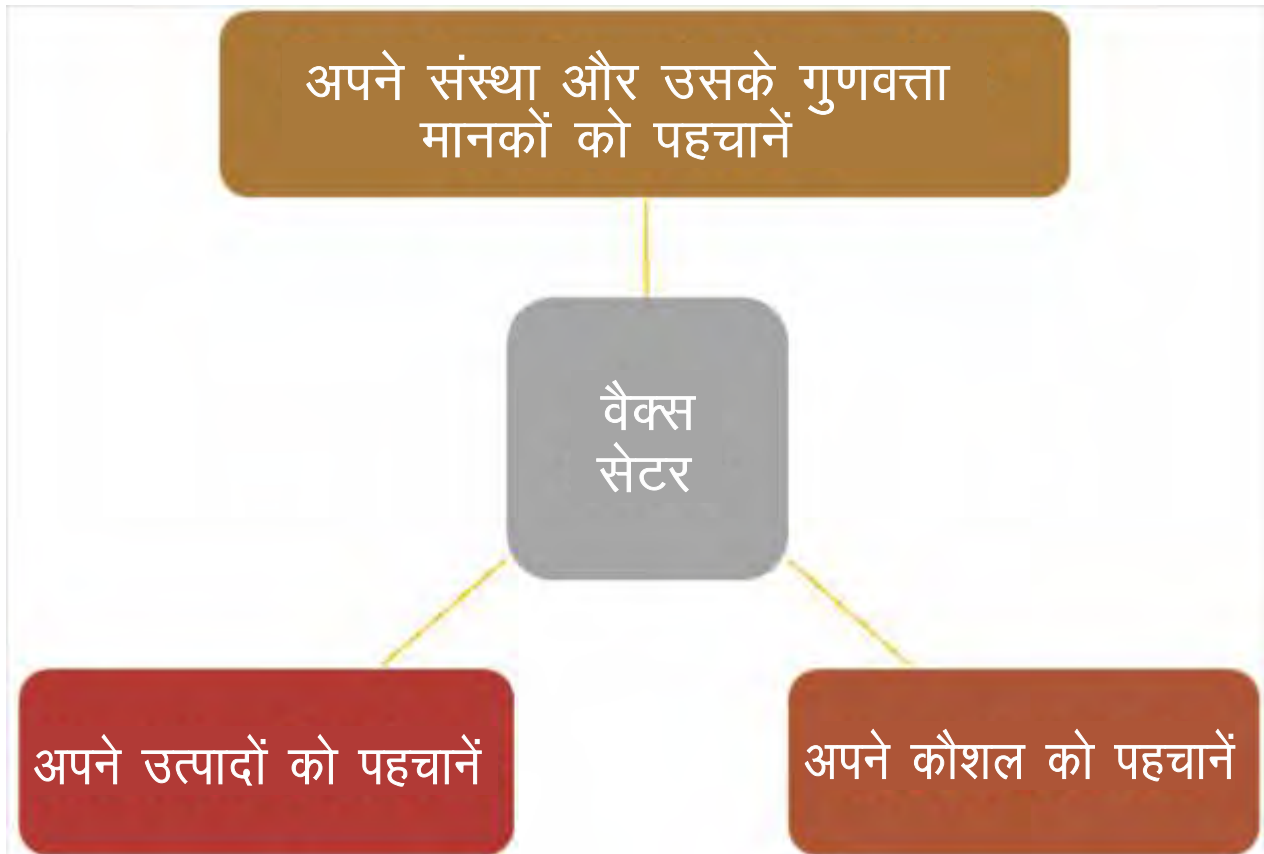 अपने संस्था और उसके गुणवत्ता
मानकों को पहचानें
वैक्स
सेटर
अपने उत्पादों को पहचानें
अपने कौशल को पहचानें